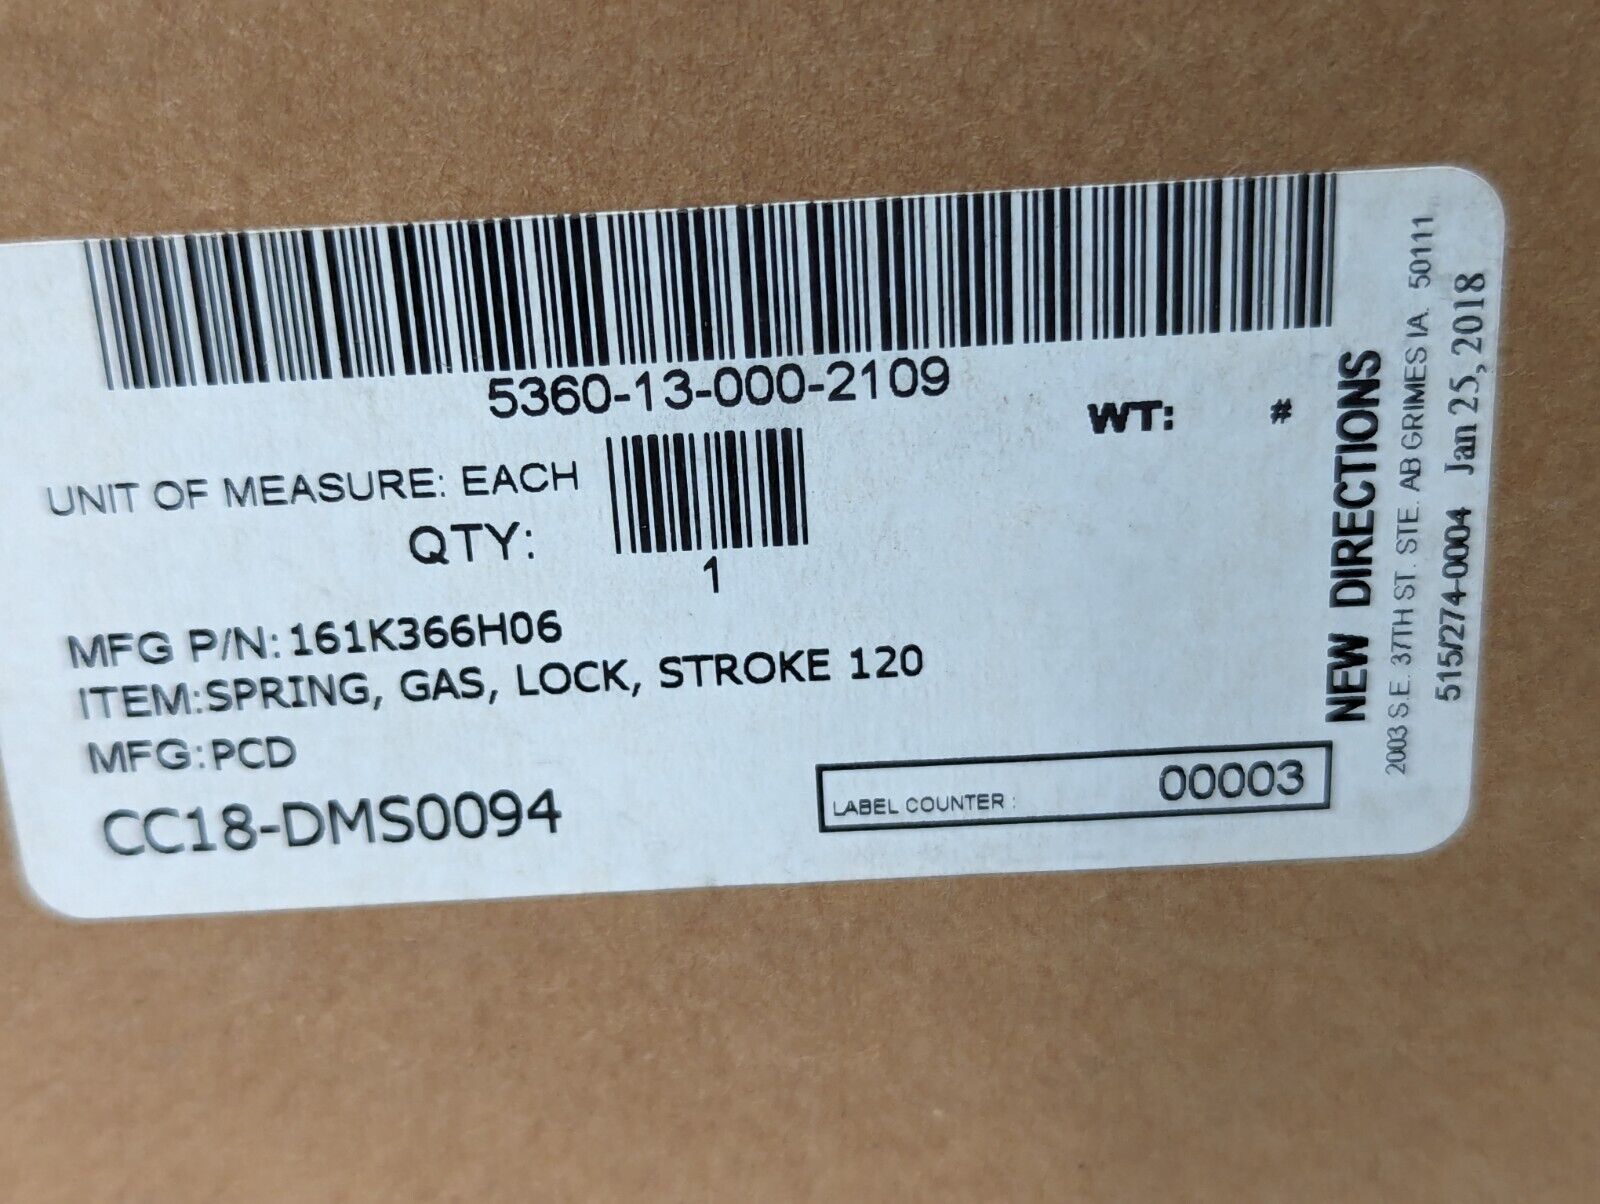 5360-13-000-2109
WT: #
UNIT OF MEASURE: EACH
QTY:
1
MFG P/N: 161K366H06
ITEM:SPRING, GAS, LOCK, STROKE 120
MFG:PCD
CC18-DMS0094
LABEL COUNTER : 00003
NEW DIRECTIONS
2003 S.E. 37TH ST. STE. AB GRIMES IA. 50111
515/274-0004 Jan 25, 2018